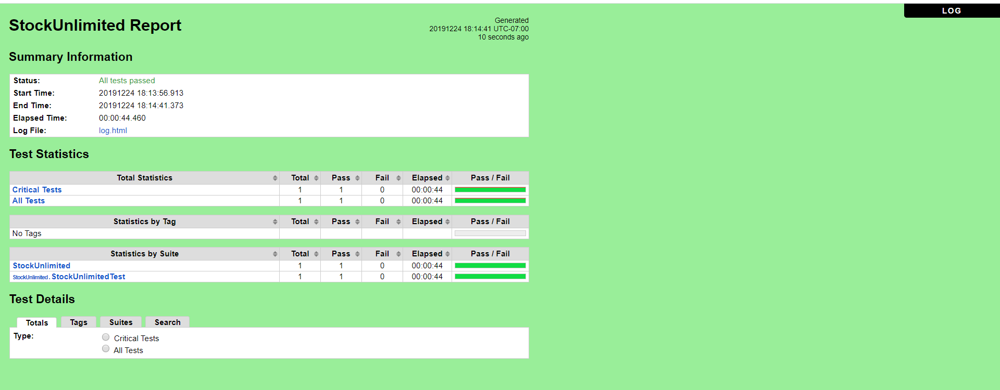 LOG
StockUnlimited Report
Generated
20191224 18:14:41 UTC-07:00
10 seconds ago
Summary Information
Status: All tests passed
Start Time: 20191224 18:13:56.913
End Time: 20191224 18:14:41.373
Elapsed Time: 00:00:44.460
Log File: log.html
Test Statistics
Total Statistics Total Pass Fail Elapsed Pass / Fail
Critical Tests 1 1 0 00:00:44
All Tests 1 1 0 00:00:44
Statistics by Tag Total Pass Fail Elapsed Pass / Fail
No Tags
Statistics by Suite Total Pass Fail Elapsed Pass / Fail
StockUnlimited 1 1 0 00:00:44
StockUnlimited . StockUnlimitedTest 1 1 0 00:00:44
Test Details
Totals Tags Suites Search
Type: Critical Tests
All Tests